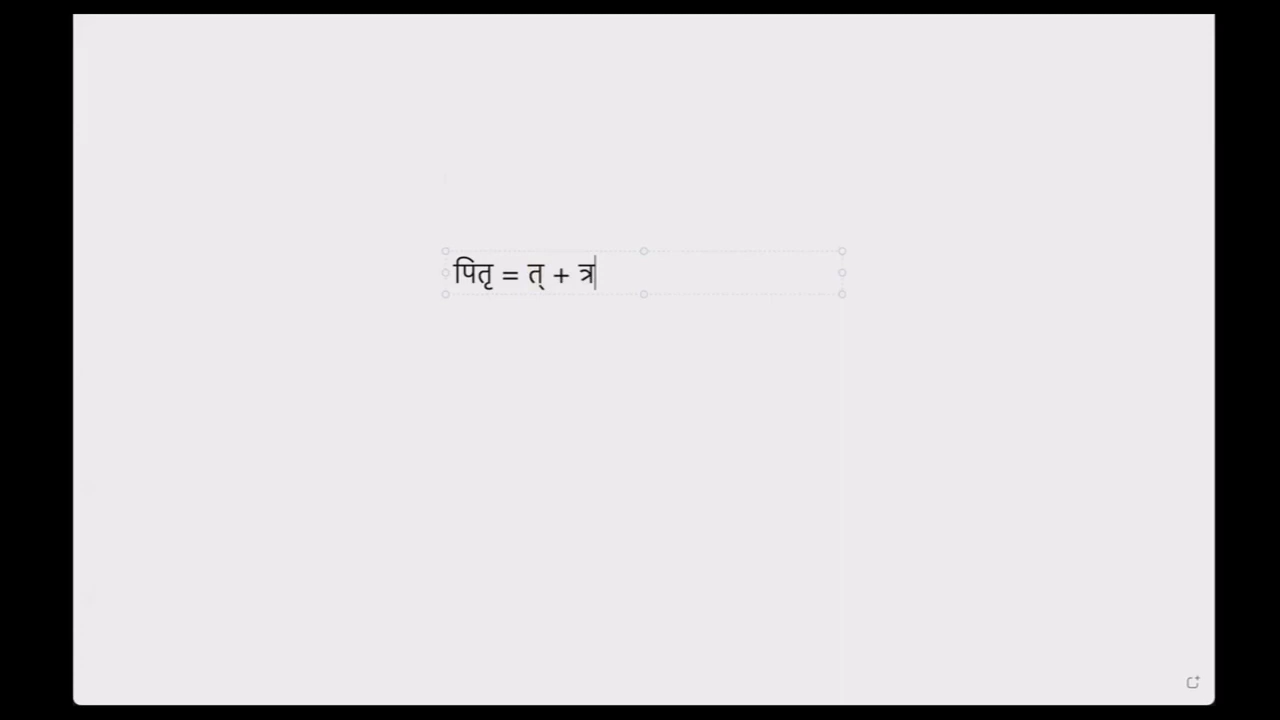 पितृ = त् + त्र